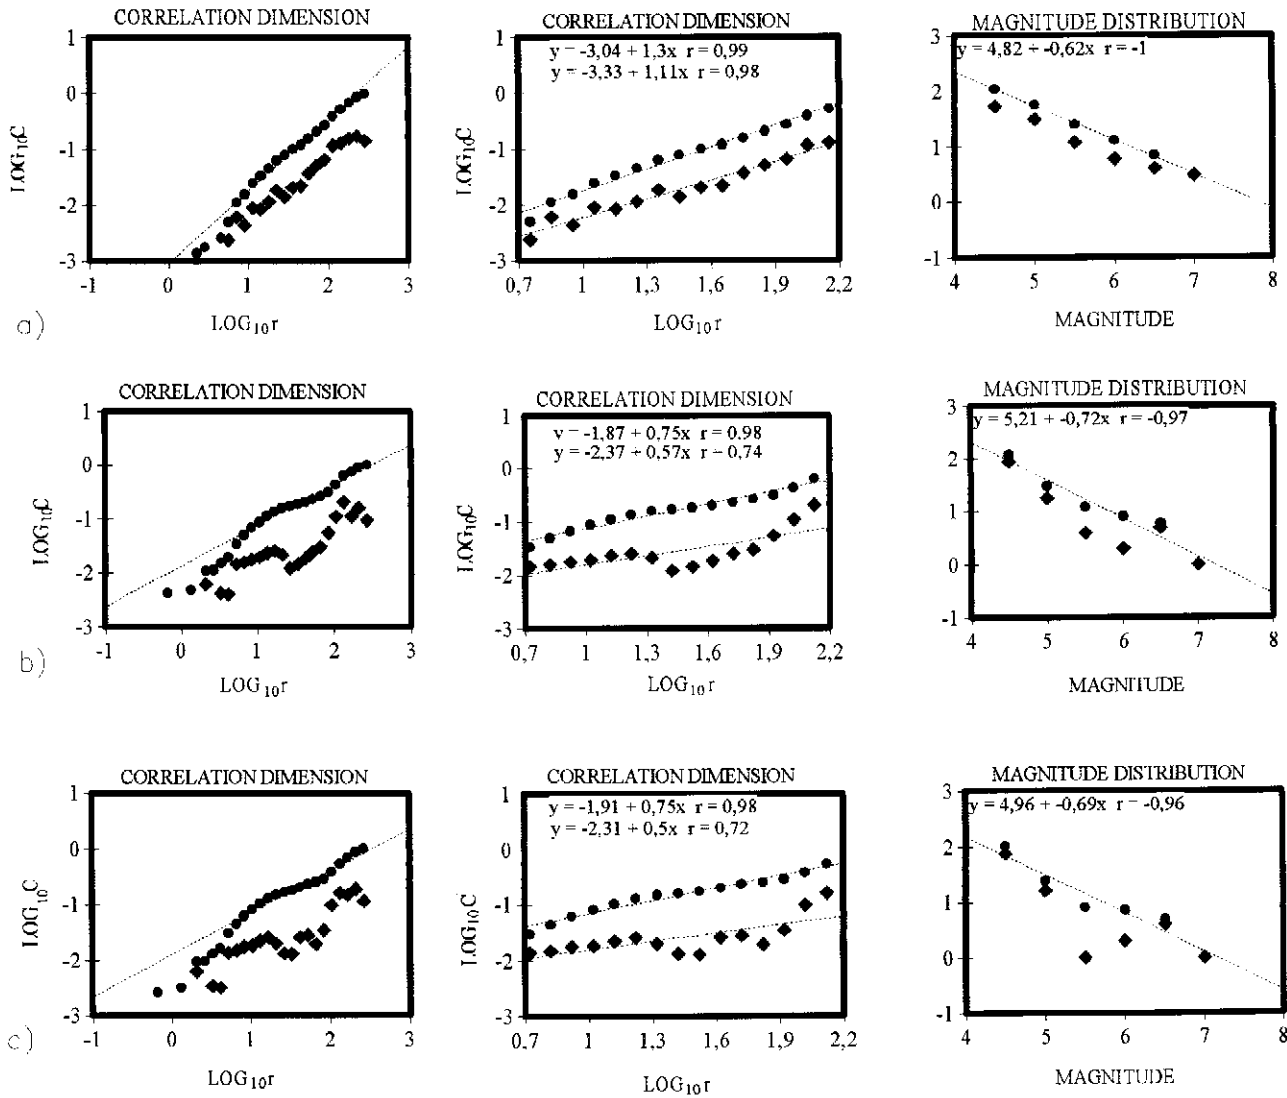 CORRELATION DIMENSION
1
0
-1
-2
-3
LOG10C
-1 0 1 2 3
LOG10r
a)
CORRELATION DIMENSION
y = -3,04 + 1,3x r = 0,99
y = -3,33 + 1,11x r = 0,98
1
0
-1
-2
-3
LOG10C
0,7 1 1,3 1,6 1,9 2,2
LOG10r
MAGNITUDE DISTRIBUTION
y = 4,82 + -0,62x r = -1
3
2
1
0
-1
4 5 6 7 8
MAGNITUDE
CORRELATION DIMENSION
1
0
-1
-2
-3
LOG10C
-1 0 1 2 3
LOG10r
b)
CORRELATION DIMENSION
y = -1,87 + 0,75x r = 0.98
y = -2,37 + 0,57x r = 0,74
1
0
-1
-2
-3
LOG10C
0,7 1 1,3 1,6 1,9 2,2
LOG10r
MAGNITUDE DISTRIBUTION
y = 5,21 + -0,72x r = -0,97
3
2
1
0
-1
4 5 6 7 8
MAGNITUDE
CORRELATION DIMENSION
1
0
-1
-2
-3
LOG10C
-1 0 1 2 3
LOG10r
c)
CORRELATION DIMENSION
y = -1,91 + 0,75x r = 0,98
y = -2,31 + 0,5x r = 0,72
1
0
-1
-2
-3
LOG10C
0,7 1 1,3 1,6 1,9 2,2
LOG10r
MAGNITUDE DISTRIBUTION
y = 4,96 + -0,69x r = -0,96
3
2
1
0
-1
4 5 6 7 8
MAGNITUDE